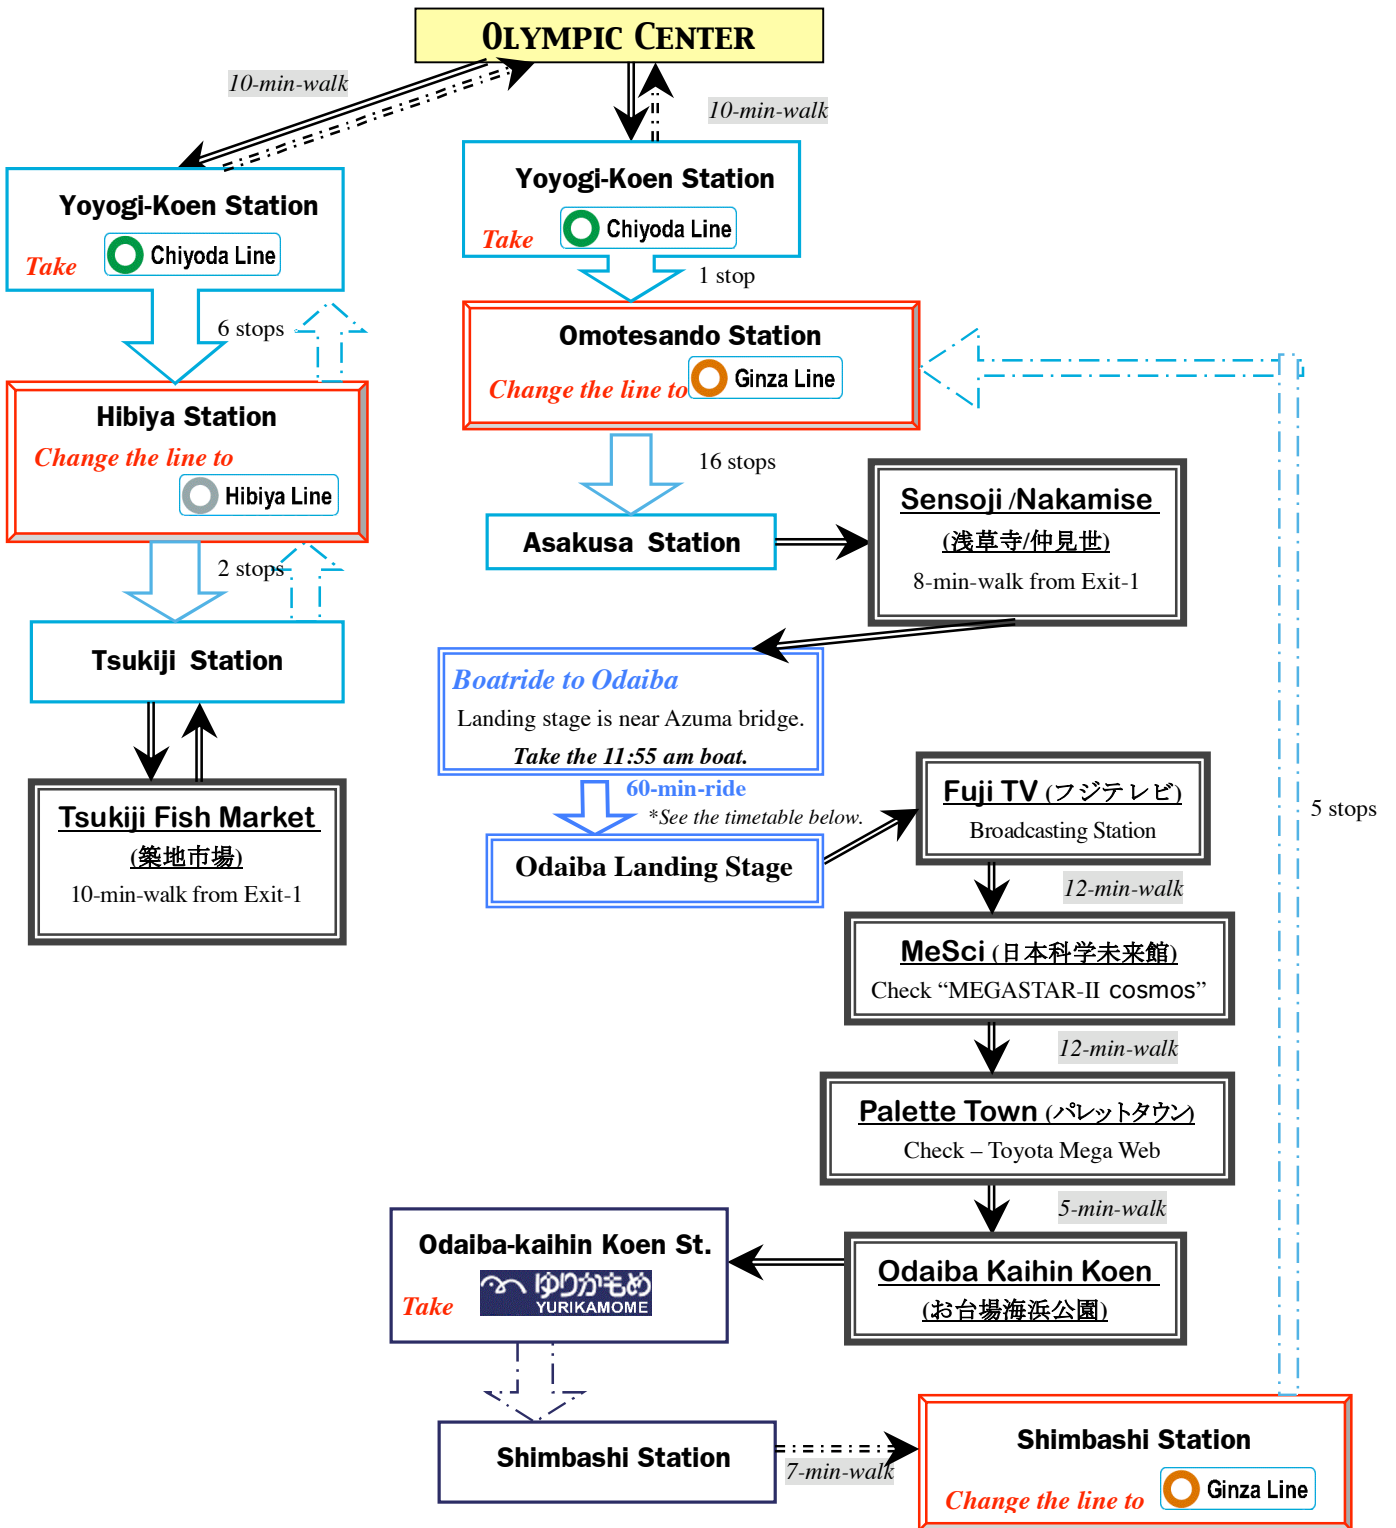 OLYMPIC CENTER
10-min-walk
10-min-walk
Yoyogi-Koen Station
Take
Chiyoda Line
6 stops
Hibiya Station
Change the line to
Hibiya Line
2 stops
Tsukiji Station
Tsukiji Fish Market
(築地市場)
10-min-walk from Exit-1
Yoyogi-Koen Station
Take
Chiyoda Line
1 stop
Omotesando Station
Change the line to
Ginza Line
16 stops
Asakusa Station
Sensoji /Nakamise
(浅草寺/仲見世)
8-min-walk from Exit-1
Boatride to Odaiba
Landing stage is near Azuma bridge.
Take the 11:55 am boat.
60-min-ride
*See the timetable below.
Odaiba Landing Stage
Fuji TV (フジテレビ)
Broadcasting Station
12-min-walk
MeSci (日本科学未来館)
Check “MEGASTAR-II cosmos”
12-min-walk
Palette Town (パレットタウン)
Check – Toyota Mega Web
5-min-walk
Odaiba Kaihin Koen
(お台場海浜公園)
Odaiba-kaihin Koen St.
Take
ゆりかもめ
YURIKAMOME
Shimbashi Station
7-min-walk
Shimbashi Station
Change the line to
Ginza Line
5 stops